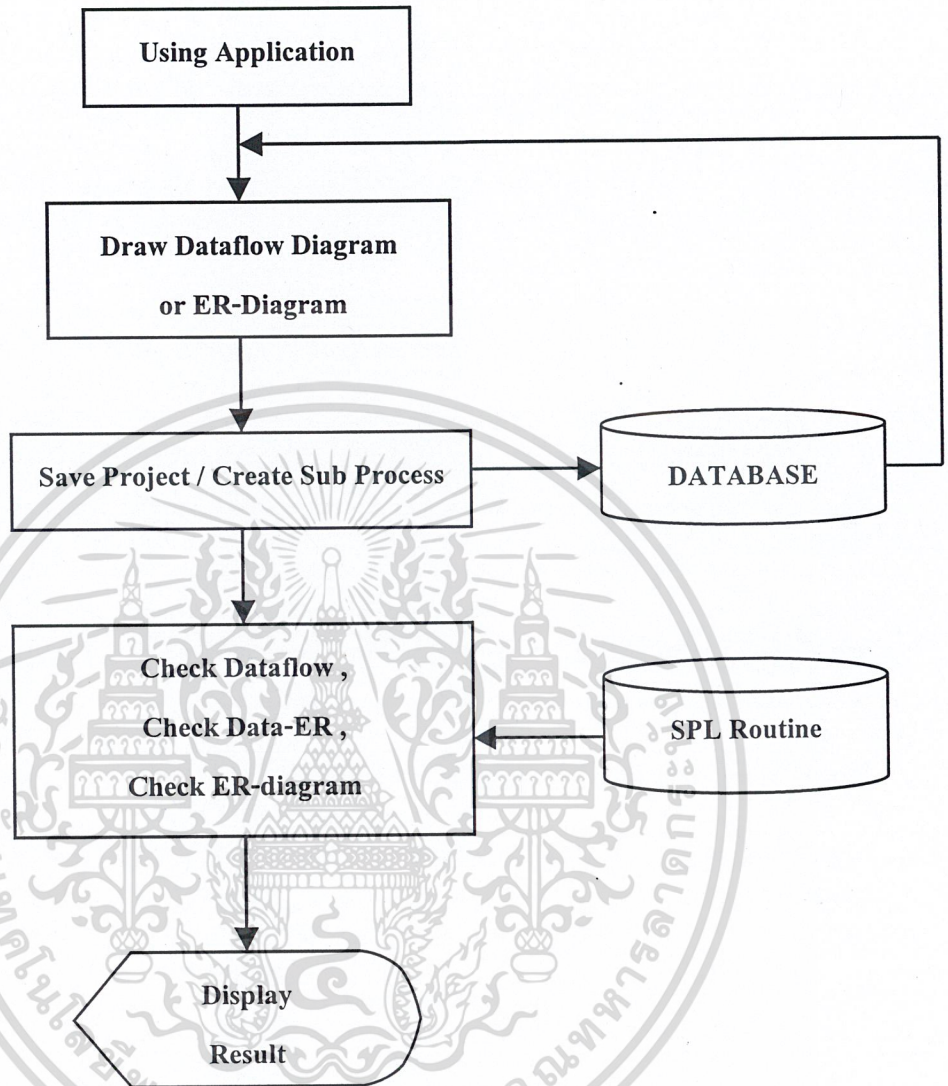 Using Application
Draw Dataflow Diagram
or ER-Diagram
Save Project / Create Sub Process
DATABASE
Check Dataflow ,
Check Data-ER ,
Check ER-diagram
SPL Routine
Display
Result